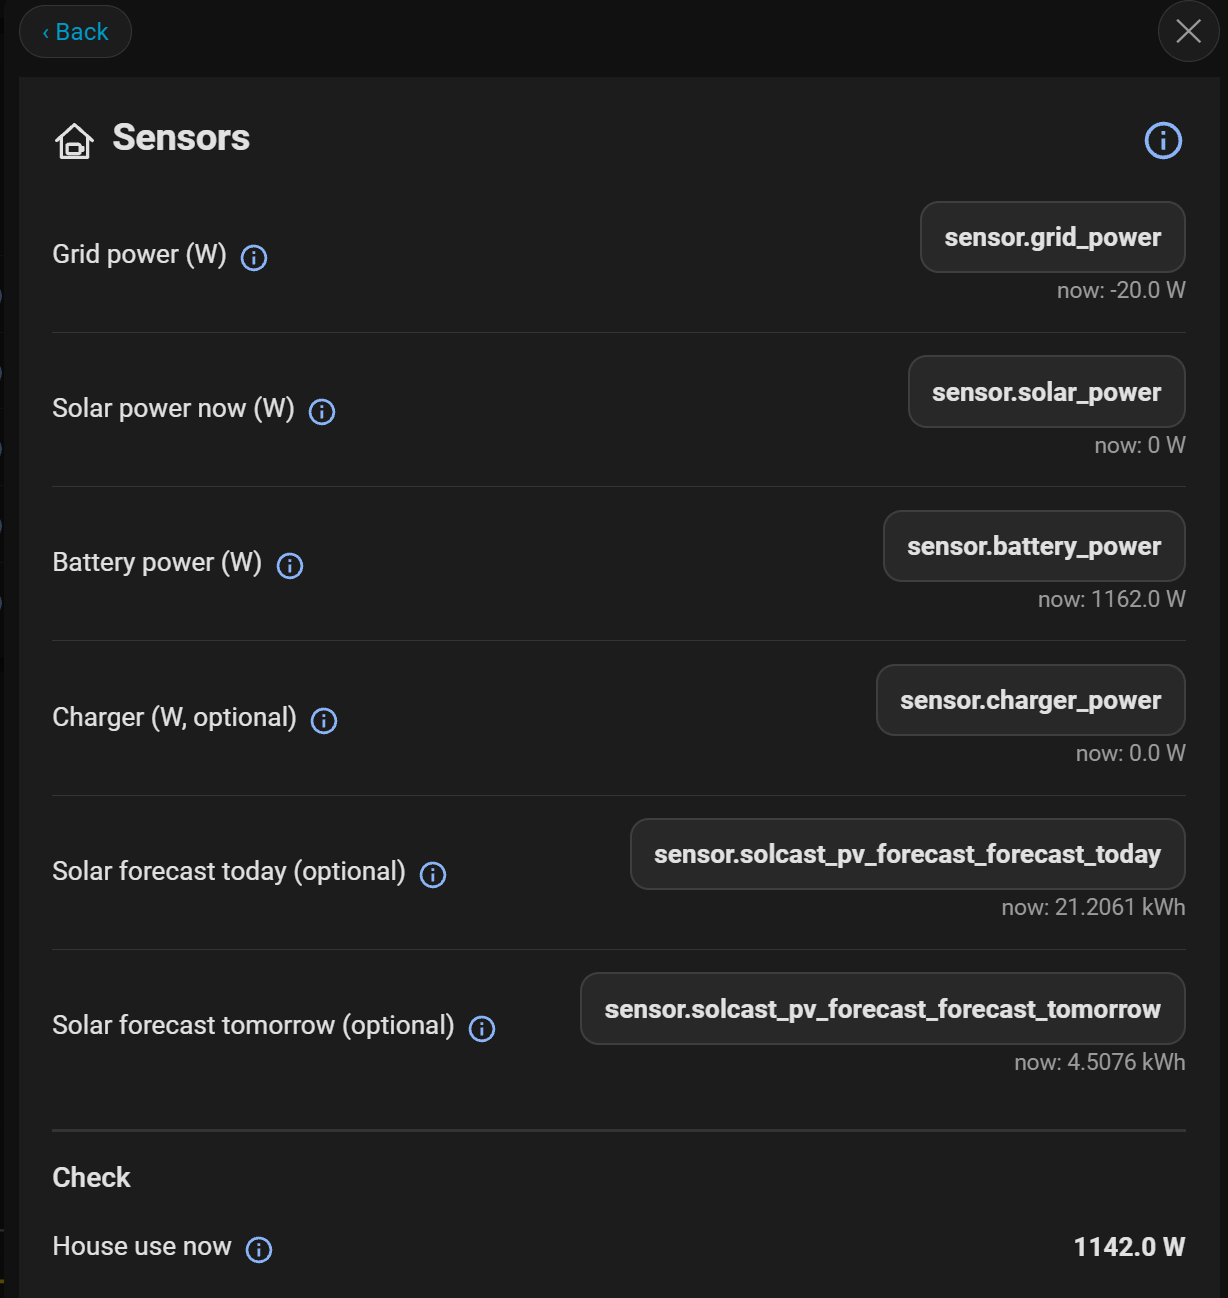 ‹ Back
Sensors
Grid power (W)
sensor.grid_power
now: -20.0 W
Solar power now (W)
sensor.solar_power
now: 0 W
Battery power (W)
sensor.battery_power
now: 1162.0 W
Charger (W, optional)
sensor.charger_power
now: 0.0 W
Solar forecast today (optional)
sensor.solcast_pv_forecast_forecast_today
now: 21.2061 kWh
Solar forecast tomorrow (optional)
sensor.solcast_pv_forecast_forecast_tomorrow
now: 4.5076 kWh
Check
House use now
1142.0 W